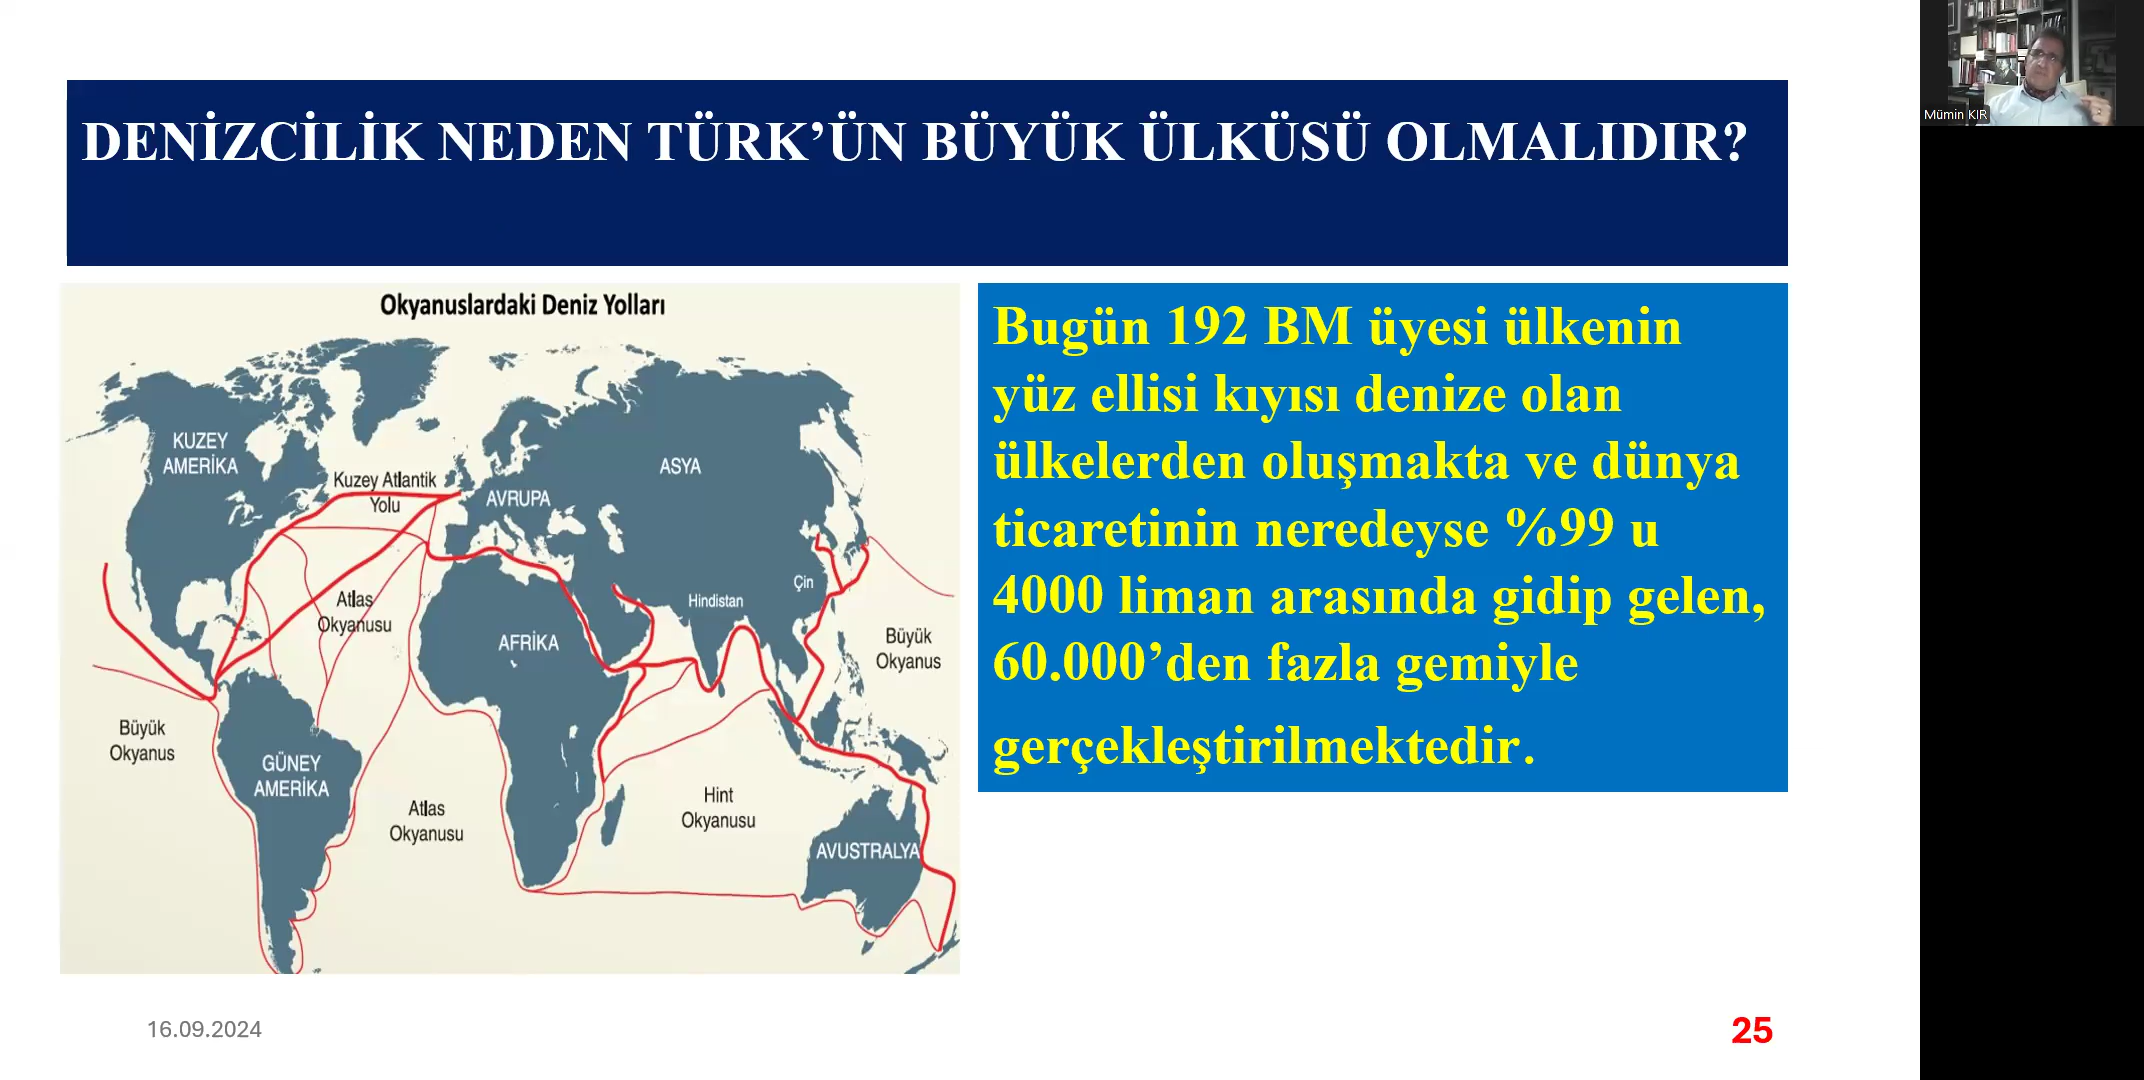 DENİZCİLİK NEDEN TÜRK’ÜN BÜYÜK ÜLKÜSÜ OLMALIDIR?
Mümin KIR
Okyanuslardaki Deniz Yolları
KUZEY
AMERİKA
Kuzey Atlantik
Yolu
AVRUPA
ASYA
Atlas
Okyanusu
AFRİKA
Hindistan
Çin
Büyük
Okyanus
Büyük
Okyanus
GÜNEY
AMERİKA
Atlas
Okyanusu
Hint
Okyanusu
AVUSTRALYA
Bugün 192 BM üyesi ülkenin
yüz ellisi kıyısı denize olan
ülkelerden oluşmakta ve dünya
ticaretinin neredeyse %99 u
4000 liman arasında gidip gelen,
60.000’den fazla gemiyle
gerçekleştirilmektedir.
16.09.2024
25